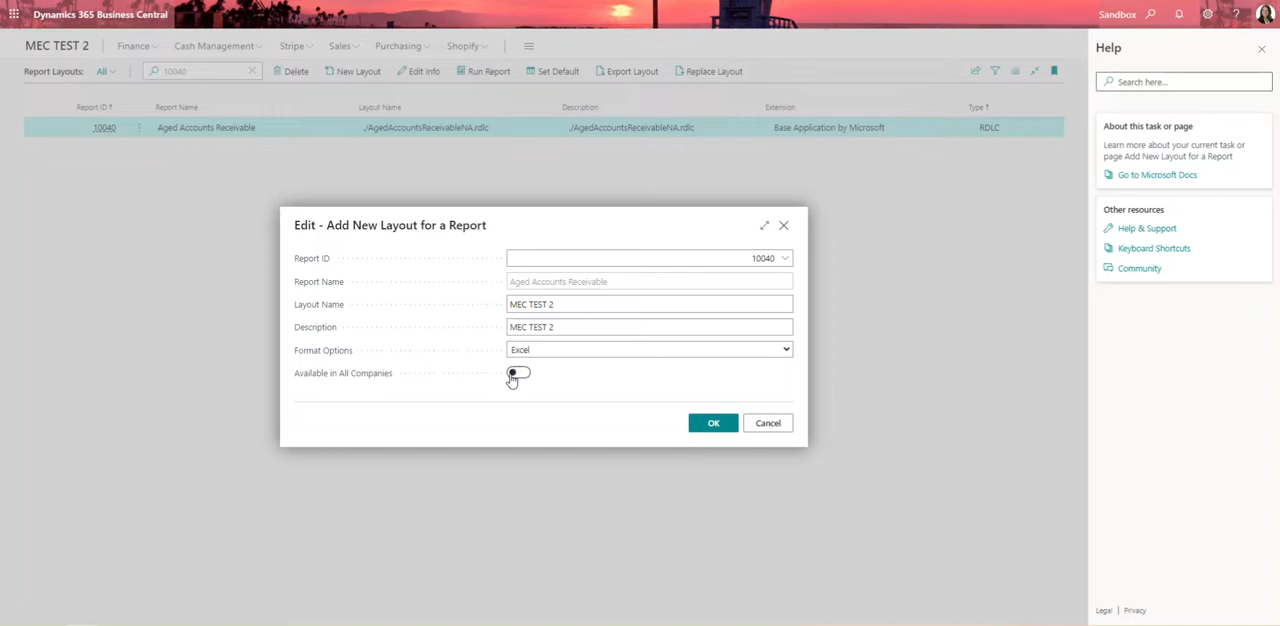 Dynamics 365 Business Central
Sandbox
?
MEC TEST 2
Finance
Cash Management
Stripe
Sales
Purchasing
Shopify
Report Layouts:
All
10040
Delete
New Layout
Edit Info
Run Report
Set Default
Export Layout
Replace Layout
Report ID ↑
Report Name
Layout Name
Description
Extension
Type ↑
10040
Aged Accounts Receivable
./AgedAccountsReceivableNA.rdlc
./AgedAccountsReceivableNA.rdlc
Base Application by Microsoft
RDLC
Edit - Add New Layout for a Report
Report ID
10040
Report Name
Aged Accounts Receivable
Layout Name
MEC TEST 2
Description
MEC TEST 2
Format Options
Excel
Available in All Companies
OK
Cancel
Help
Search here...
About this task or page
Learn more about your current task or
page Add New Layout for a Report
Go to Microsoft Docs
Other resources
Help & Support
Keyboard Shortcuts
Community
Legal | Privacy